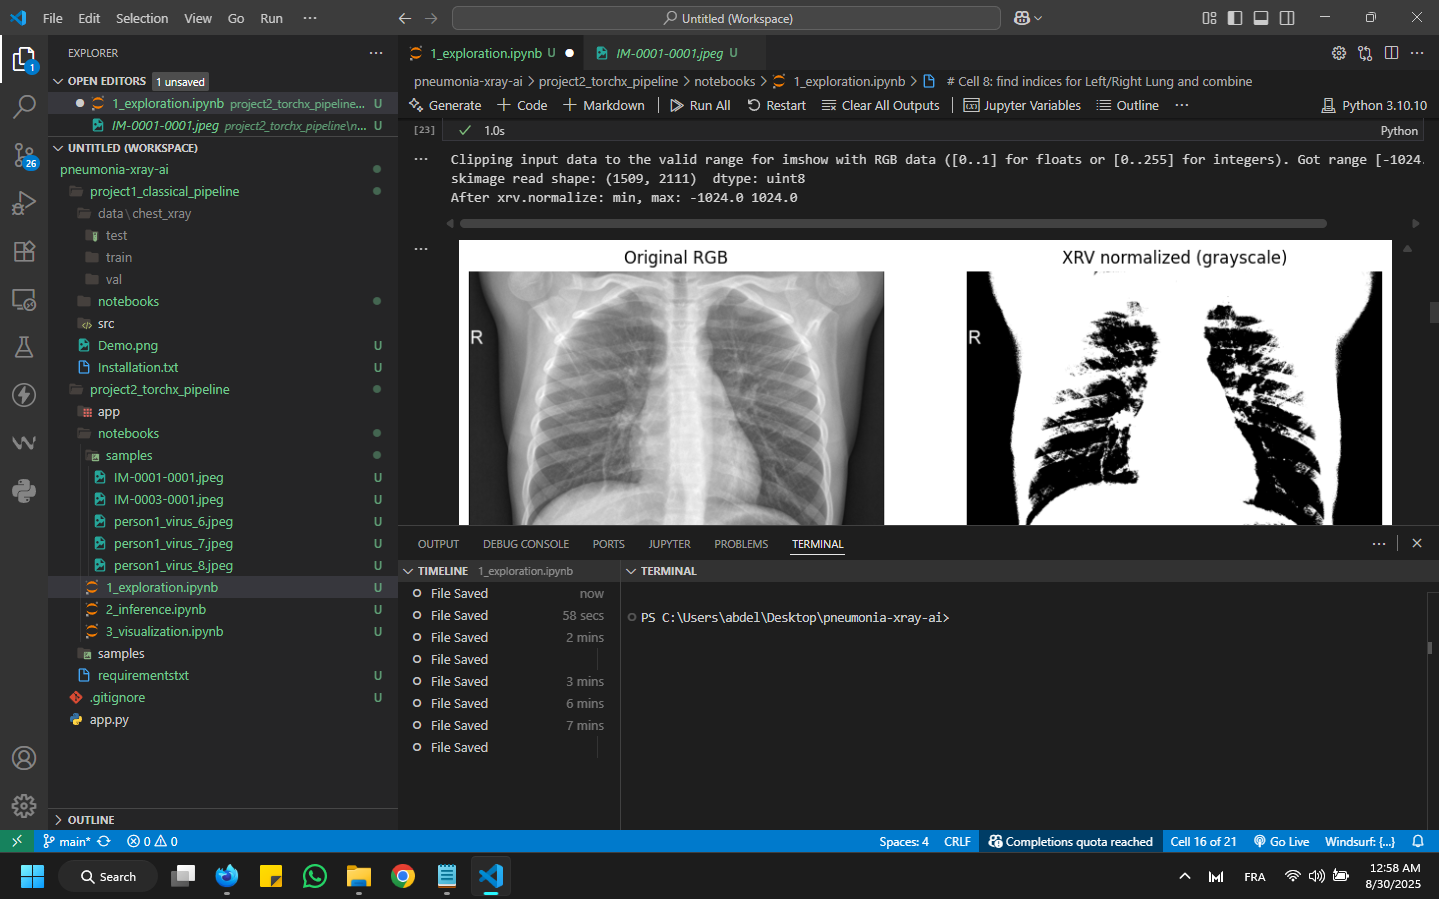 File Edit Selection View Go Run ···
Untitled (Workspace)
EXPLORER
OPEN EDITORS 1 unsaved
1_exploration.ipynb project2_torchx_pipeline... U
IM-0001-0001.jpeg project2_torchx_pipeline\n... U
UNTITLED (WORKSPACE)
pneumonia-xray-ai
project1_classical_pipeline
data\chest_xray
test
train
val
notebooks
src
Demo.png U
Installation.txt U
project2_torchx_pipeline
app
notebooks
samples
IM-0001-0001.jpeg U
IM-0003-0001.jpeg U
person1_virus_6.jpeg U
person1_virus_7.jpeg U
person1_virus_8.jpeg U
1_exploration.ipynb U
2_inference.ipynb U
3_visualization.ipynb U
samples
requirementstxt U
.gitignore U
app.py
OUTLINE
1
26
1_exploration.ipynb U
IM-0001-0001.jpeg U
pneumonia-xray-ai > project2_torchx_pipeline > notebooks > 1_exploration.ipynb > # Cell 8: find indices for Left/Right Lung and combine
Generate + Code + Markdown Run All Restart Clear All Outputs Jupyter Variables Outline ··· Python 3.10.10
[23] 1.0s Python
Clipping input data to the valid range for imshow with RGB data ([0..1] for floats or [0..255] for integers). Got range [-1024.
skimage read shape: (1509, 2111) dtype: uint8
After xrv.normalize: min, max: -1024.0 1024.0
Original RGB
XRV normalized (grayscale)
R
R
OUTPUT DEBUG CONSOLE PORTS JUPYTER PROBLEMS TERMINAL
TIMELINE 1_exploration.ipynb
File Saved now
File Saved 58 secs
File Saved 2 mins
File Saved
File Saved 3 mins
File Saved 6 mins
File Saved 7 mins
File Saved
TERMINAL
PS C:\Users\abdel\Desktop\pneumonia-xray-ai>
main* 0 0
Spaces: 4 CRLF Completions quota reached Cell 16 of 21 Go Live Windsurf: {...}
Search
FRA
12:58 AM
8/30/2025